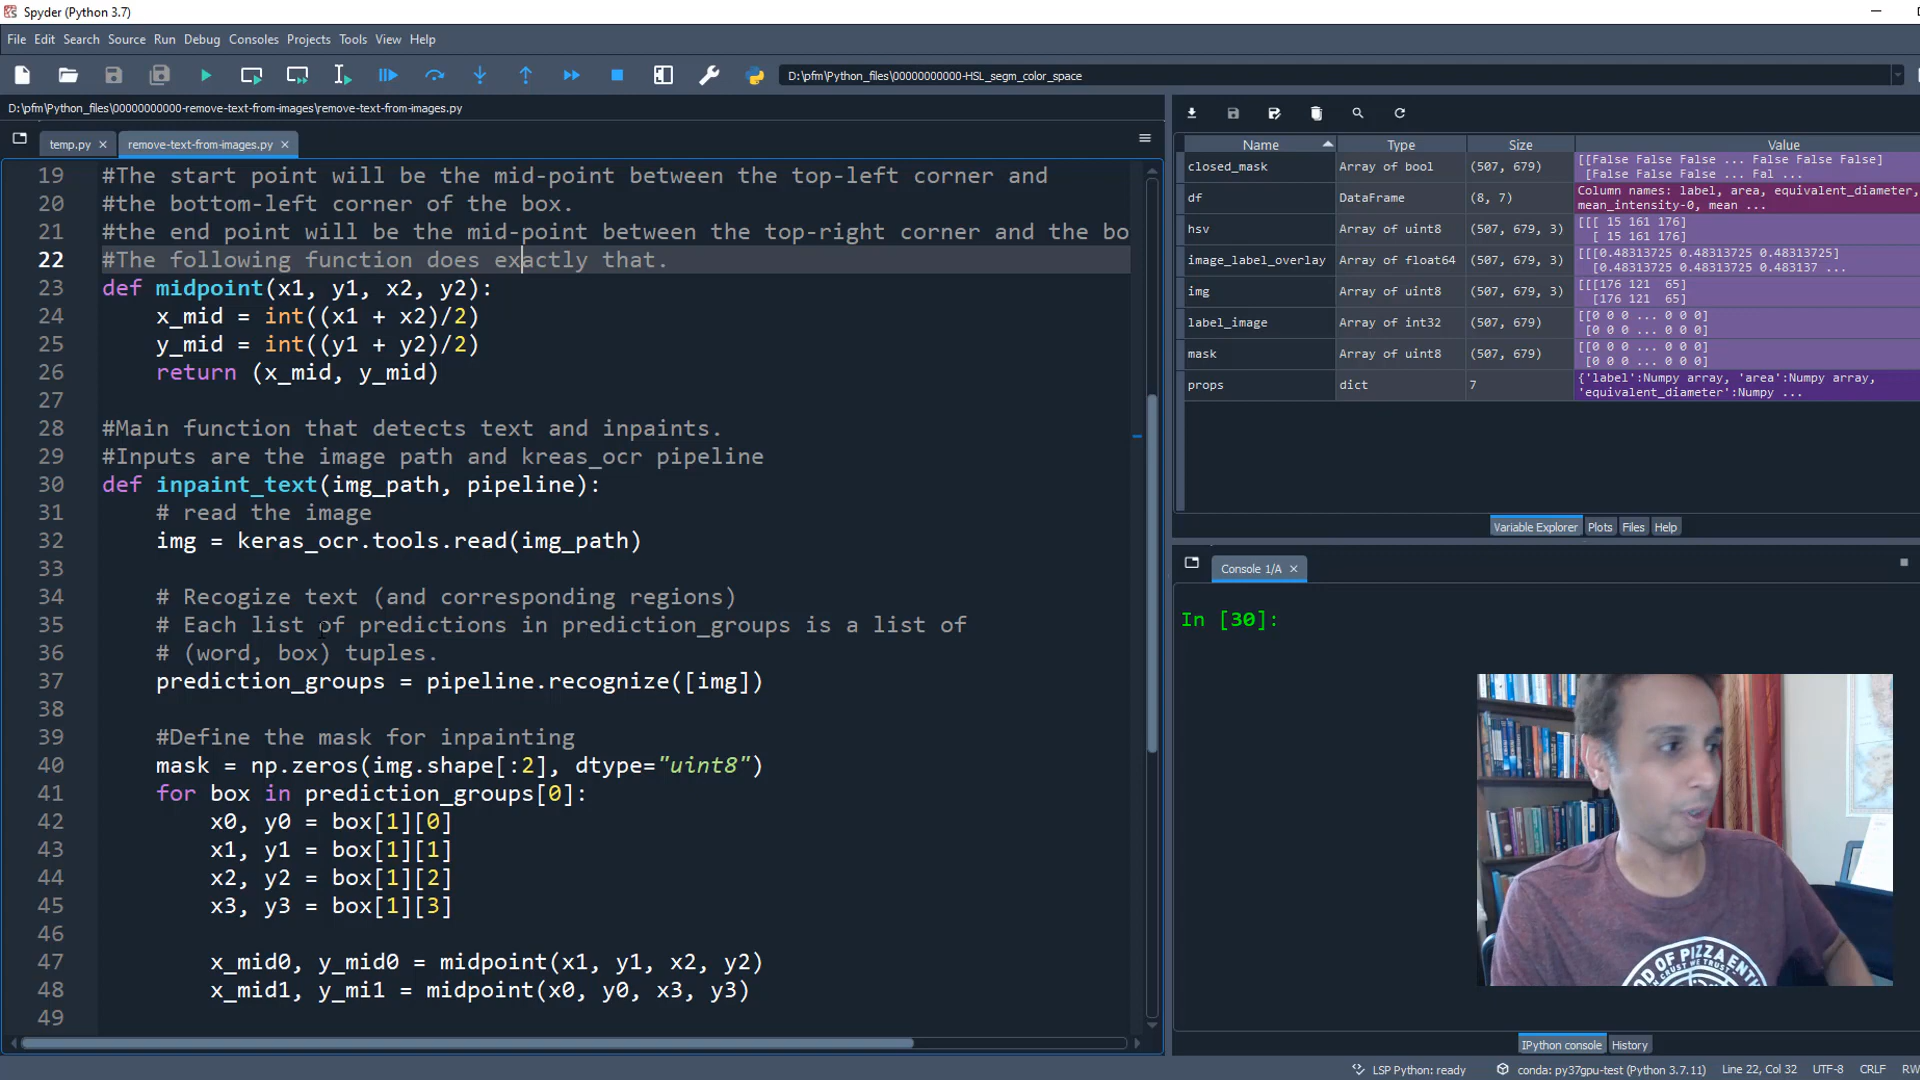 Spyder (Python 3.7)
File Edit Search Source Run Debug Consoles Projects Tools View Help
D:\pfm\Python_files\00000000000-HSL_segm_color_space
D:\pfm\Python_files\00000000000-remove-text-from-images\remove-text-from-images.py
temp.py
remove-text-from-images.py
19 #The start point will be the mid-point between the top-left corner and
20 #the bottom-left corner of the box.
21 #the end point will be the mid-point between the top-right corner and the bo
22 #The following function does exactly that.
23 def midpoint(x1, y1, x2, y2):
24 x_mid = int((x1 + x2)/2)
25 y_mid = int((y1 + y2)/2)
26 return (x_mid, y_mid)
27
28 #Main function that detects text and inpaints.
29 #Inputs are the image path and kreas_ocr pipeline
30 def inpaint_text(img_path, pipeline):
31 # read the image
32 img = keras_ocr.tools.read(img_path)
33
34 # Recogize text (and corresponding regions)
35 # Each list of predictions in prediction_groups is a list of
36 # (word, box) tuples.
37 prediction_groups = pipeline.recognize([img])
38
39 #Define the mask for inpainting
40 mask = np.zeros(img.shape[:2], dtype="uint8")
41 for box in prediction_groups[0]:
42 x0, y0 = box[1][0]
43 x1, y1 = box[1][1]
44 x2, y2 = box[1][2]
45 x3, y3 = box[1][3]
46
47 x_mid0, y_mid0 = midpoint(x1, y1, x2, y2)
48 x_mid1, y_mi1 = midpoint(x0, y0, x3, y3)
49
Name Type Size Value
closed_mask Array of bool (507, 679) [[False False False ... False False False]
[False False False ... Fal ...
df DataFrame (8, 7) Column names: label, area, equivalent_diameter,
mean_intensity-0, mean ...
hsv Array of uint8 (507, 679, 3) [[[ 15 161 176]
[ 15 161 176]
image_label_overlay Array of float64 (507, 679, 3) [[[0.48313725 0.48313725 0.48313725]
[0.48313725 0.48313725 0.483137 ...
img Array of uint8 (507, 679, 3) [[[176 121 65]
[176 121 65]
label_image Array of int32 (507, 679) [[0 0 0 ... 0 0 0]
[0 0 0 ... 0 0 0]
mask Array of uint8 (507, 679) [[0 0 0 ... 0 0 0]
[0 0 0 ... 0 0 0]
props dict 7 {'label':Numpy array, 'area':Numpy array,
'equivalent_diameter':Numpy ...
Variable Explorer Plots Files Help
Console 1/A
In [30]:
OD OF PIZZA ENTH
CRUST WE TRUST
IPython console History
LSP Python: ready conda: py37gpu-test (Python 3.7.11) Line 22, Col 32 UTF-8 CRLF RW